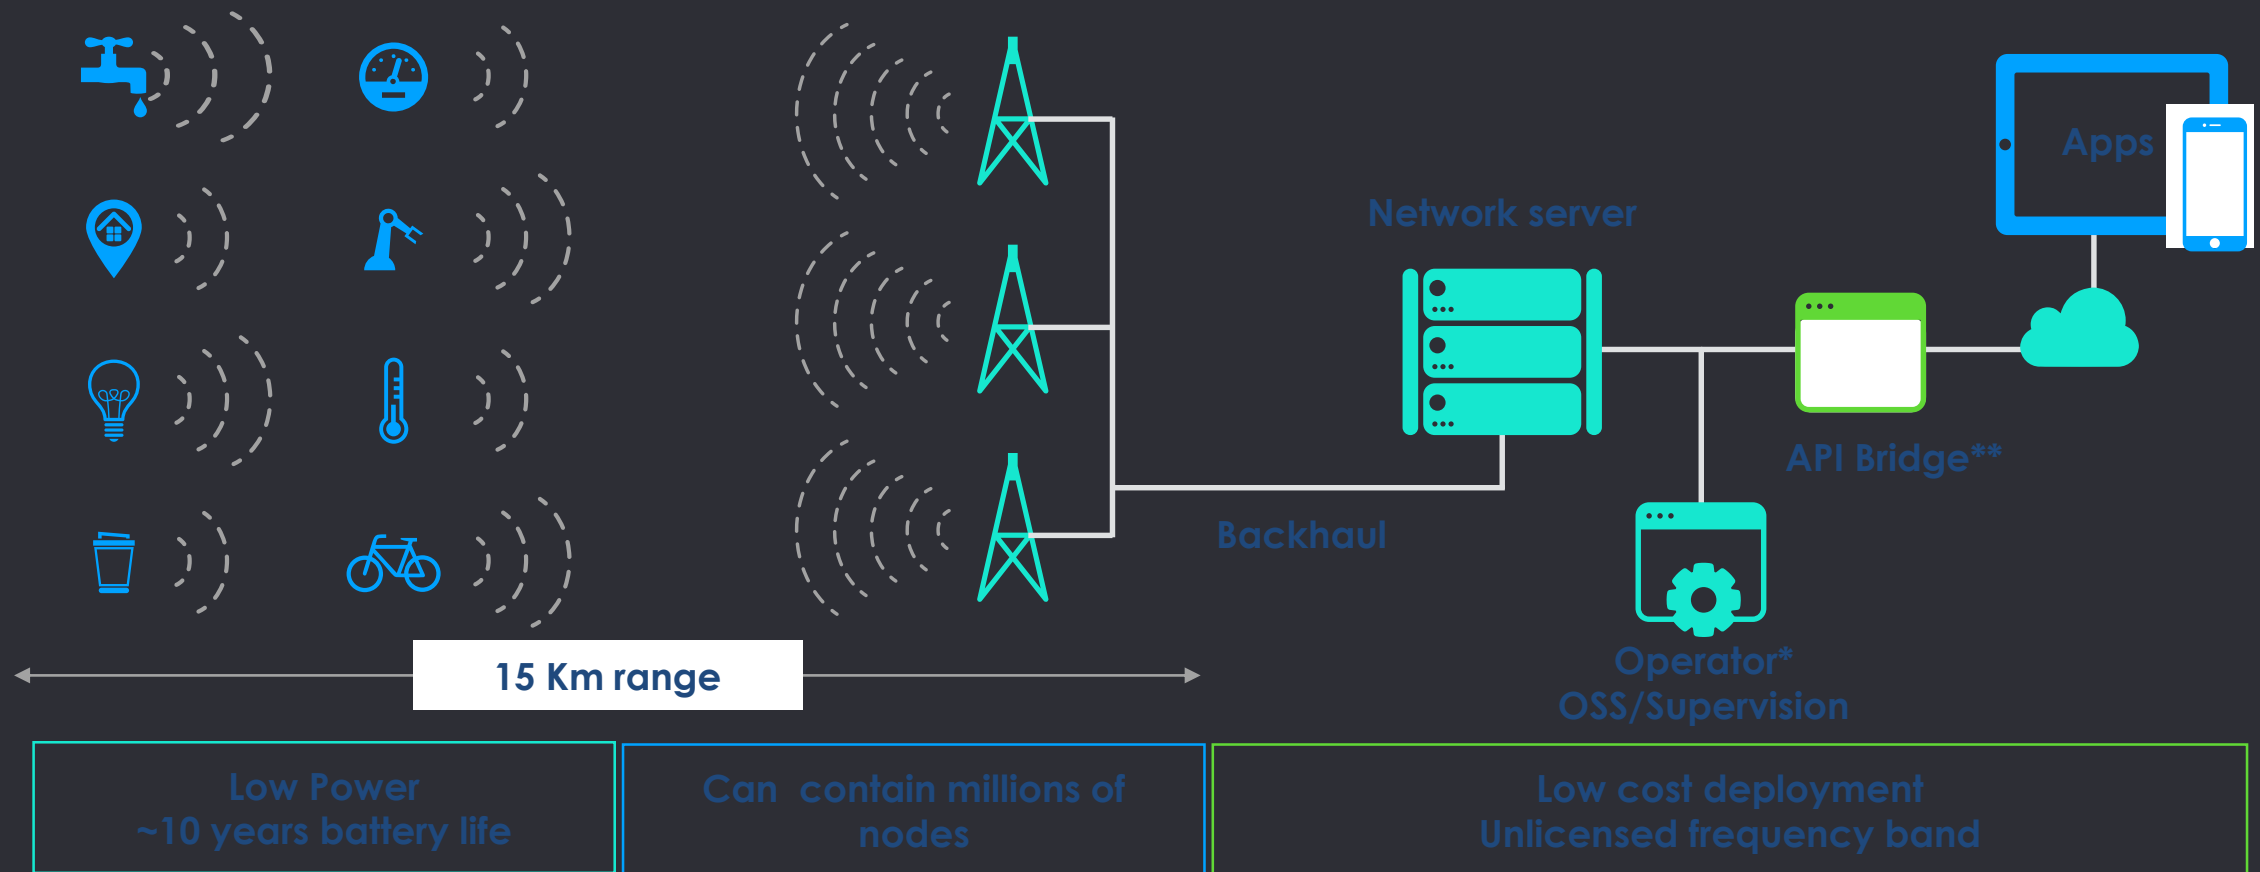 Apps
Network server
API Bridge**
Backhaul
Operator*
OSS/Supervision
15 Km range
Low Power
~10 years battery life
Can contain millions of
nodes
Low cost deployment
Unlicensed frequency band